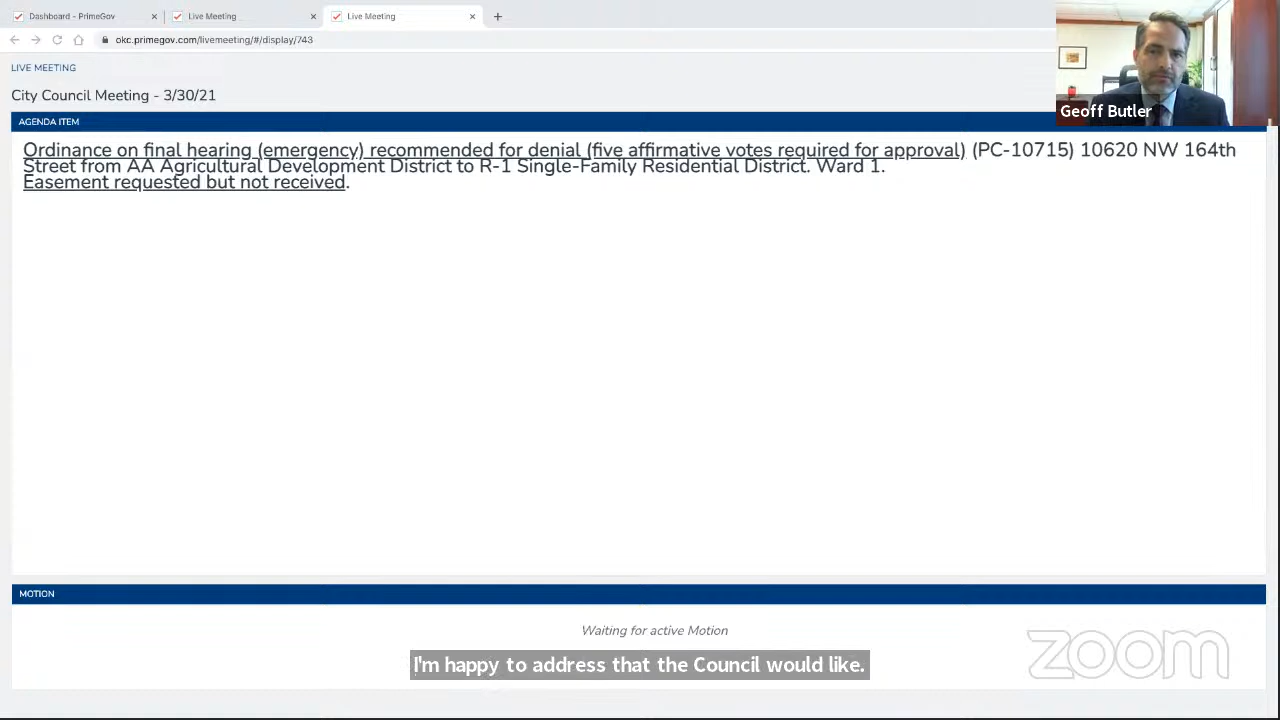 Dashboard - PrimeGov
Live Meeting
Live Meeting
okc.primegov.com/livemeeting/#/display/743
Geoff Butler
LIVE MEETING
City Council Meeting - 3/30/21
AGENDA ITEM
Ordinance on final hearing (emergency) recommended for denial (five affirmative votes required for approval) (PC-10715) 10620 NW 164th
Street from AA Agricultural Development District to R-1 Single-Family Residential District. Ward 1.
Easement requested but not received.
MOTION
Waiting for active Motion
I'm happy to address that the Council would like.
zoom